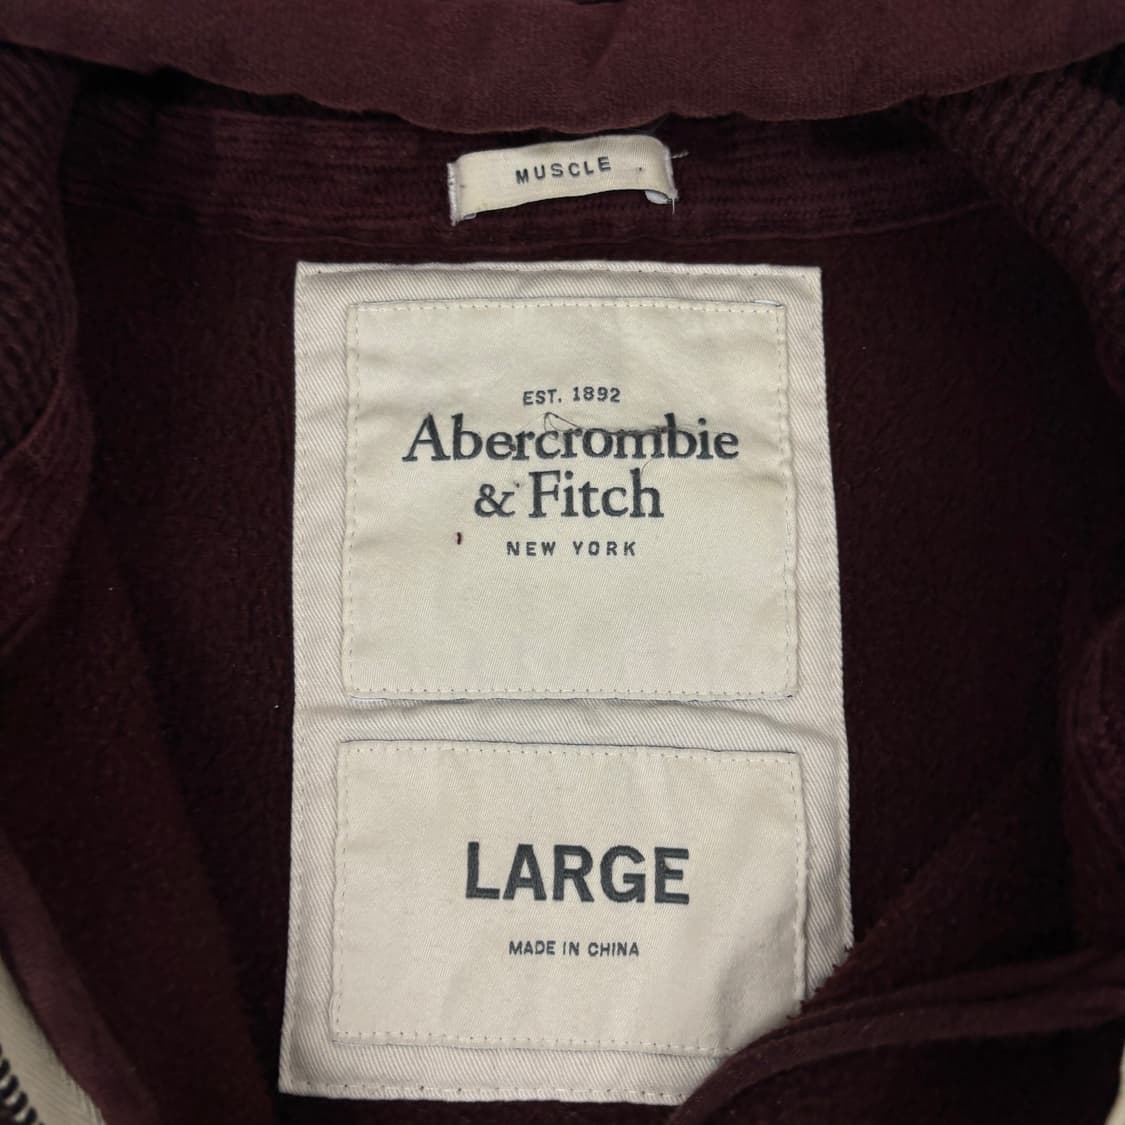 MUSCLE
EST. 1892
Abercrombie
& Fitch
NEW YORK
LARGE
MADE IN CHINA